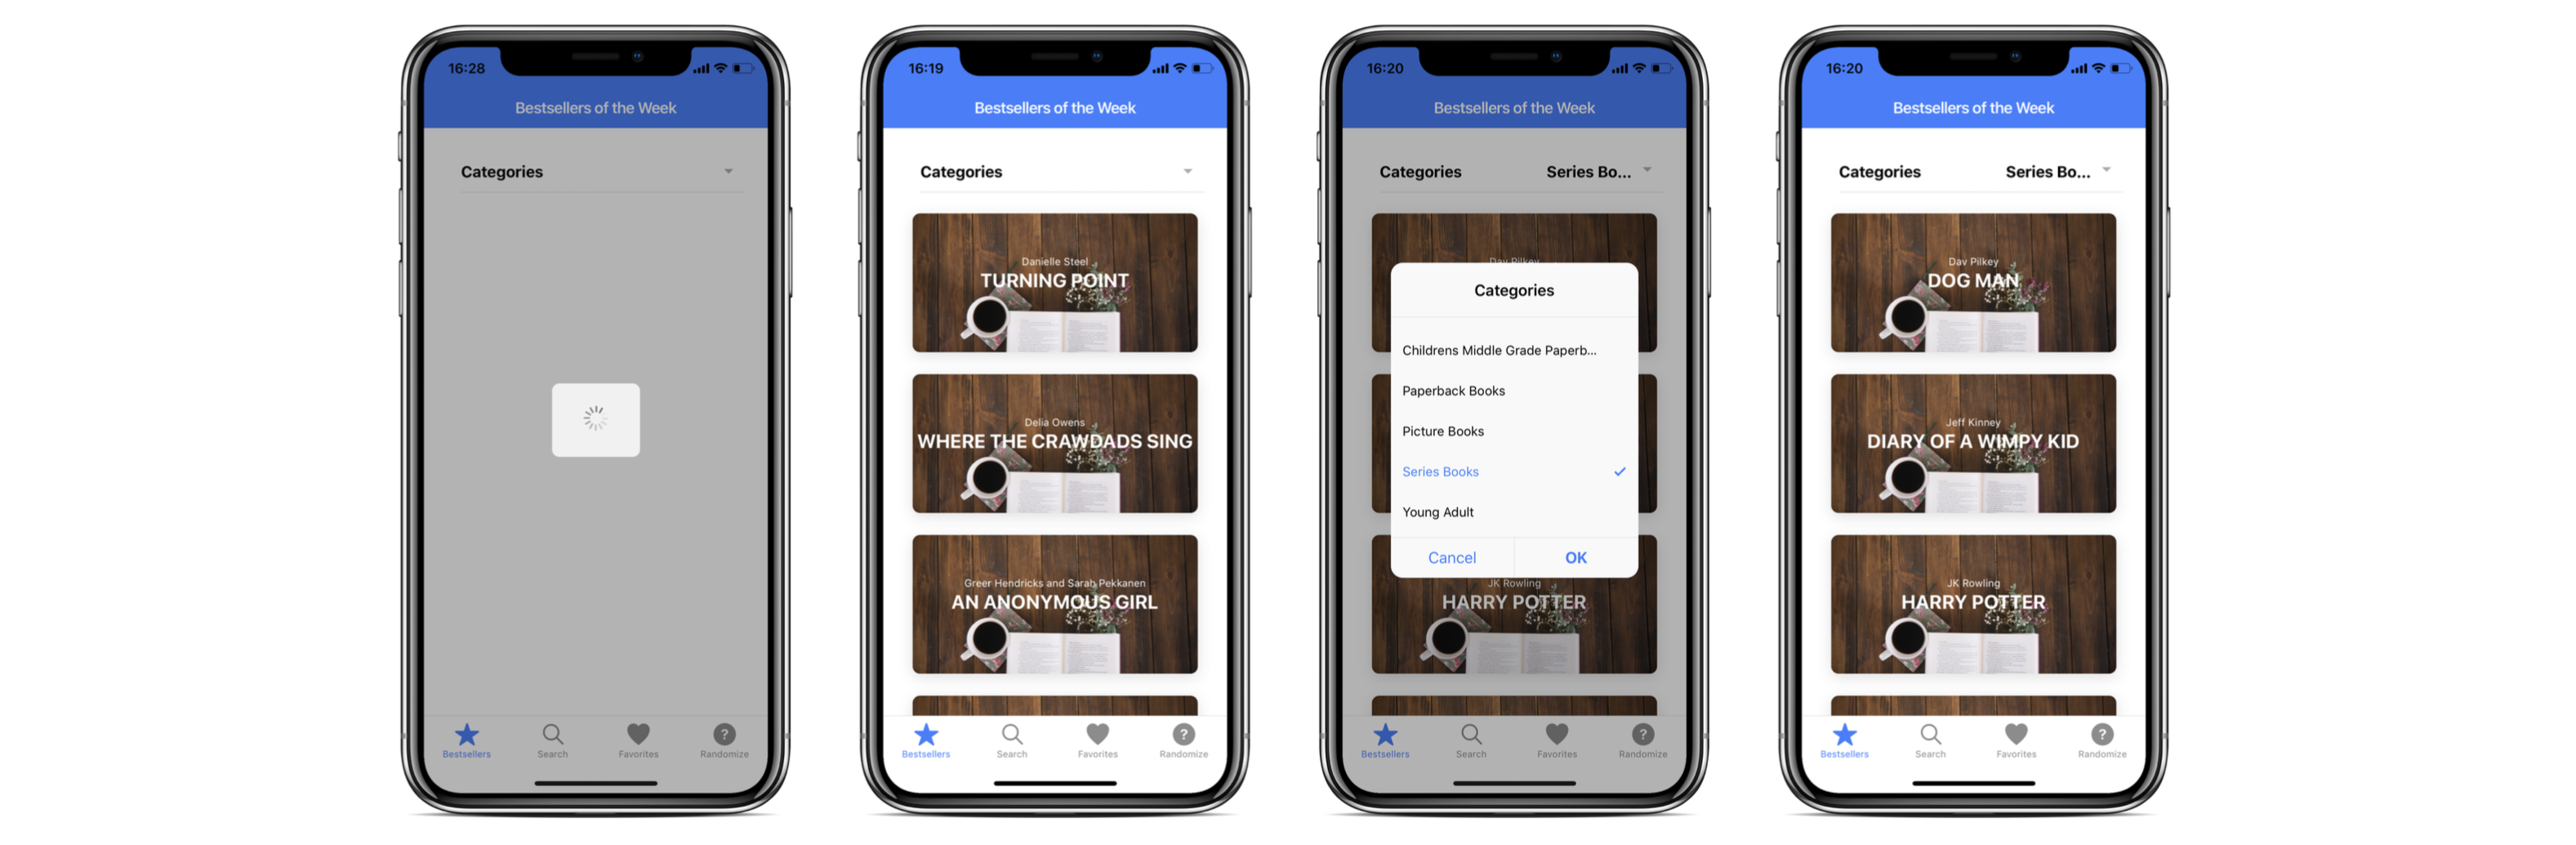 16:28
Bestsellers of the Week
Categories
Bestsellers Search Favorites Randomize
16:19
Bestsellers of the Week
Categories
Danielle Steel
TURNING POINT
Delia Owens
WHERE THE CRAWDADS SING
Greer Hendricks and Sarah Pekkanen
AN ANONYMOUS GIRL
Bestsellers Search Favorites Randomize
16:20
Bestsellers of the Week
Categories Series Bo...
Dav Pilkey
Categories
Childrens Middle Grade Paperb...
Paperback Books
Picture Books
Series Books
Young Adult
Cancel OK
JK Rowling
HARRY POTTER
Bestsellers Search Favorites Randomize
16:20
Bestsellers of the Week
Categories Series Bo...
Dav Pilkey
DOG MAN
Jeff Kinney
DIARY OF A WIMPY KID
JK Rowling
HARRY POTTER
Bestsellers Search Favorites Randomize